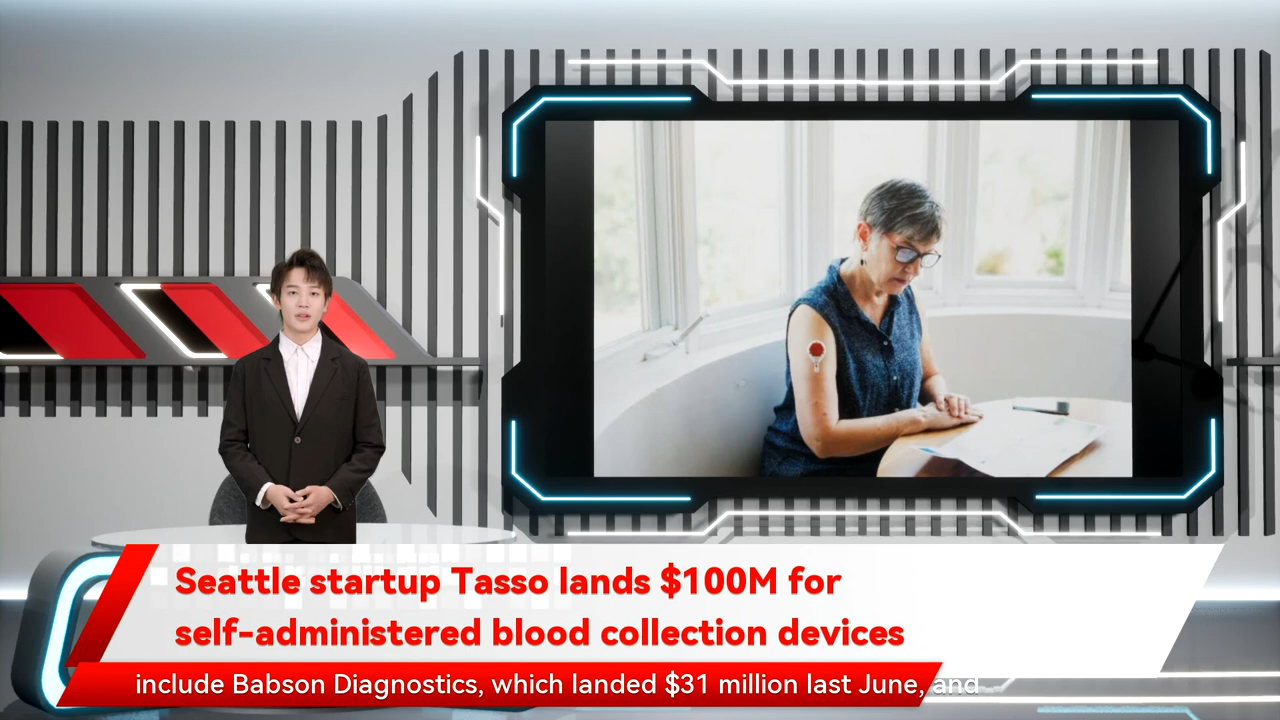 Seattle startup Tasso lands $100M for
self-administered blood collection devices
include Babson Diagnostics, which landed $31 million last June, and